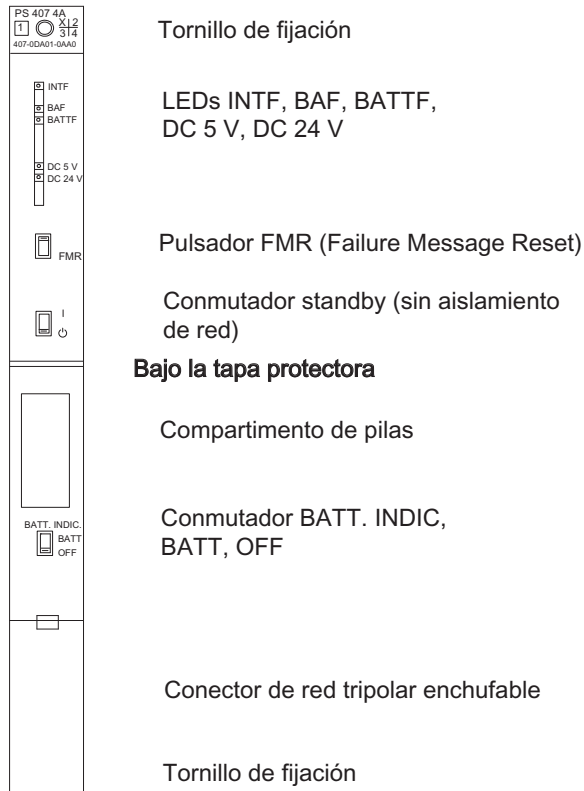 PS 407 4A
1 X 2
3 4
407-0DA01-0AA0
Tornillo de fijación
INTF
BAF
BATTF
DC 5 V
DC 24 V
LEDs INTF, BAF, BATTF,
DC 5 V, DC 24 V
FMR
Pulsador FMR (Failure Message Reset)
I
Conmutador standby (sin aislamiento
de red)
Bajo la tapa protectora
Compartimento de pilas
BATT. INDIC.
BATT
OFF
Conmutador BATT. INDIC,
BATT, OFF
Conector de red tripolar enchufable
Tornillo de fijación